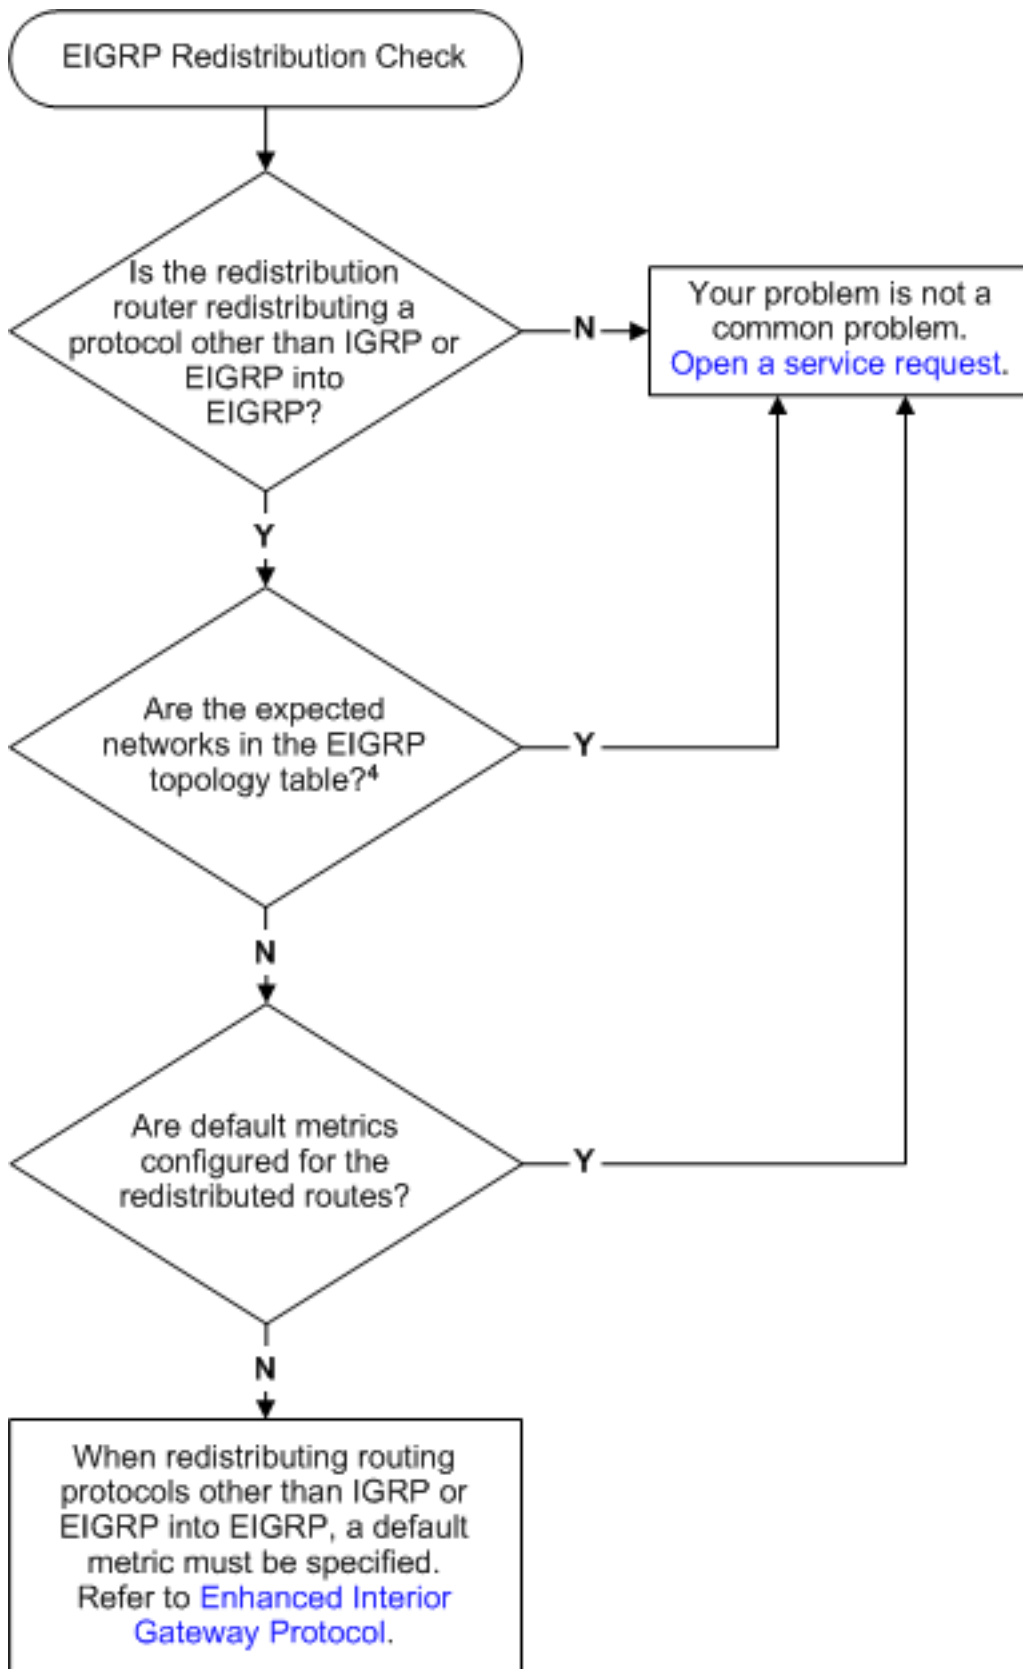 EIGRP Redistribution Check
Is the redistribution
router redistributing a
protocol other than IGRP or
EIGRP into
EIGRP?
N
Your problem is not a
common problem.
Open a service request.
Y
Are the expected
networks in the EIGRP
topology table?⁴
Y
N
Are default metrics
configured for the
redistributed routes?
Y
N
When redistributing routing
protocols other than IGRP or
EIGRP into EIGRP, a default
metric must be specified.
Refer to Enhanced Interior
Gateway Protocol.